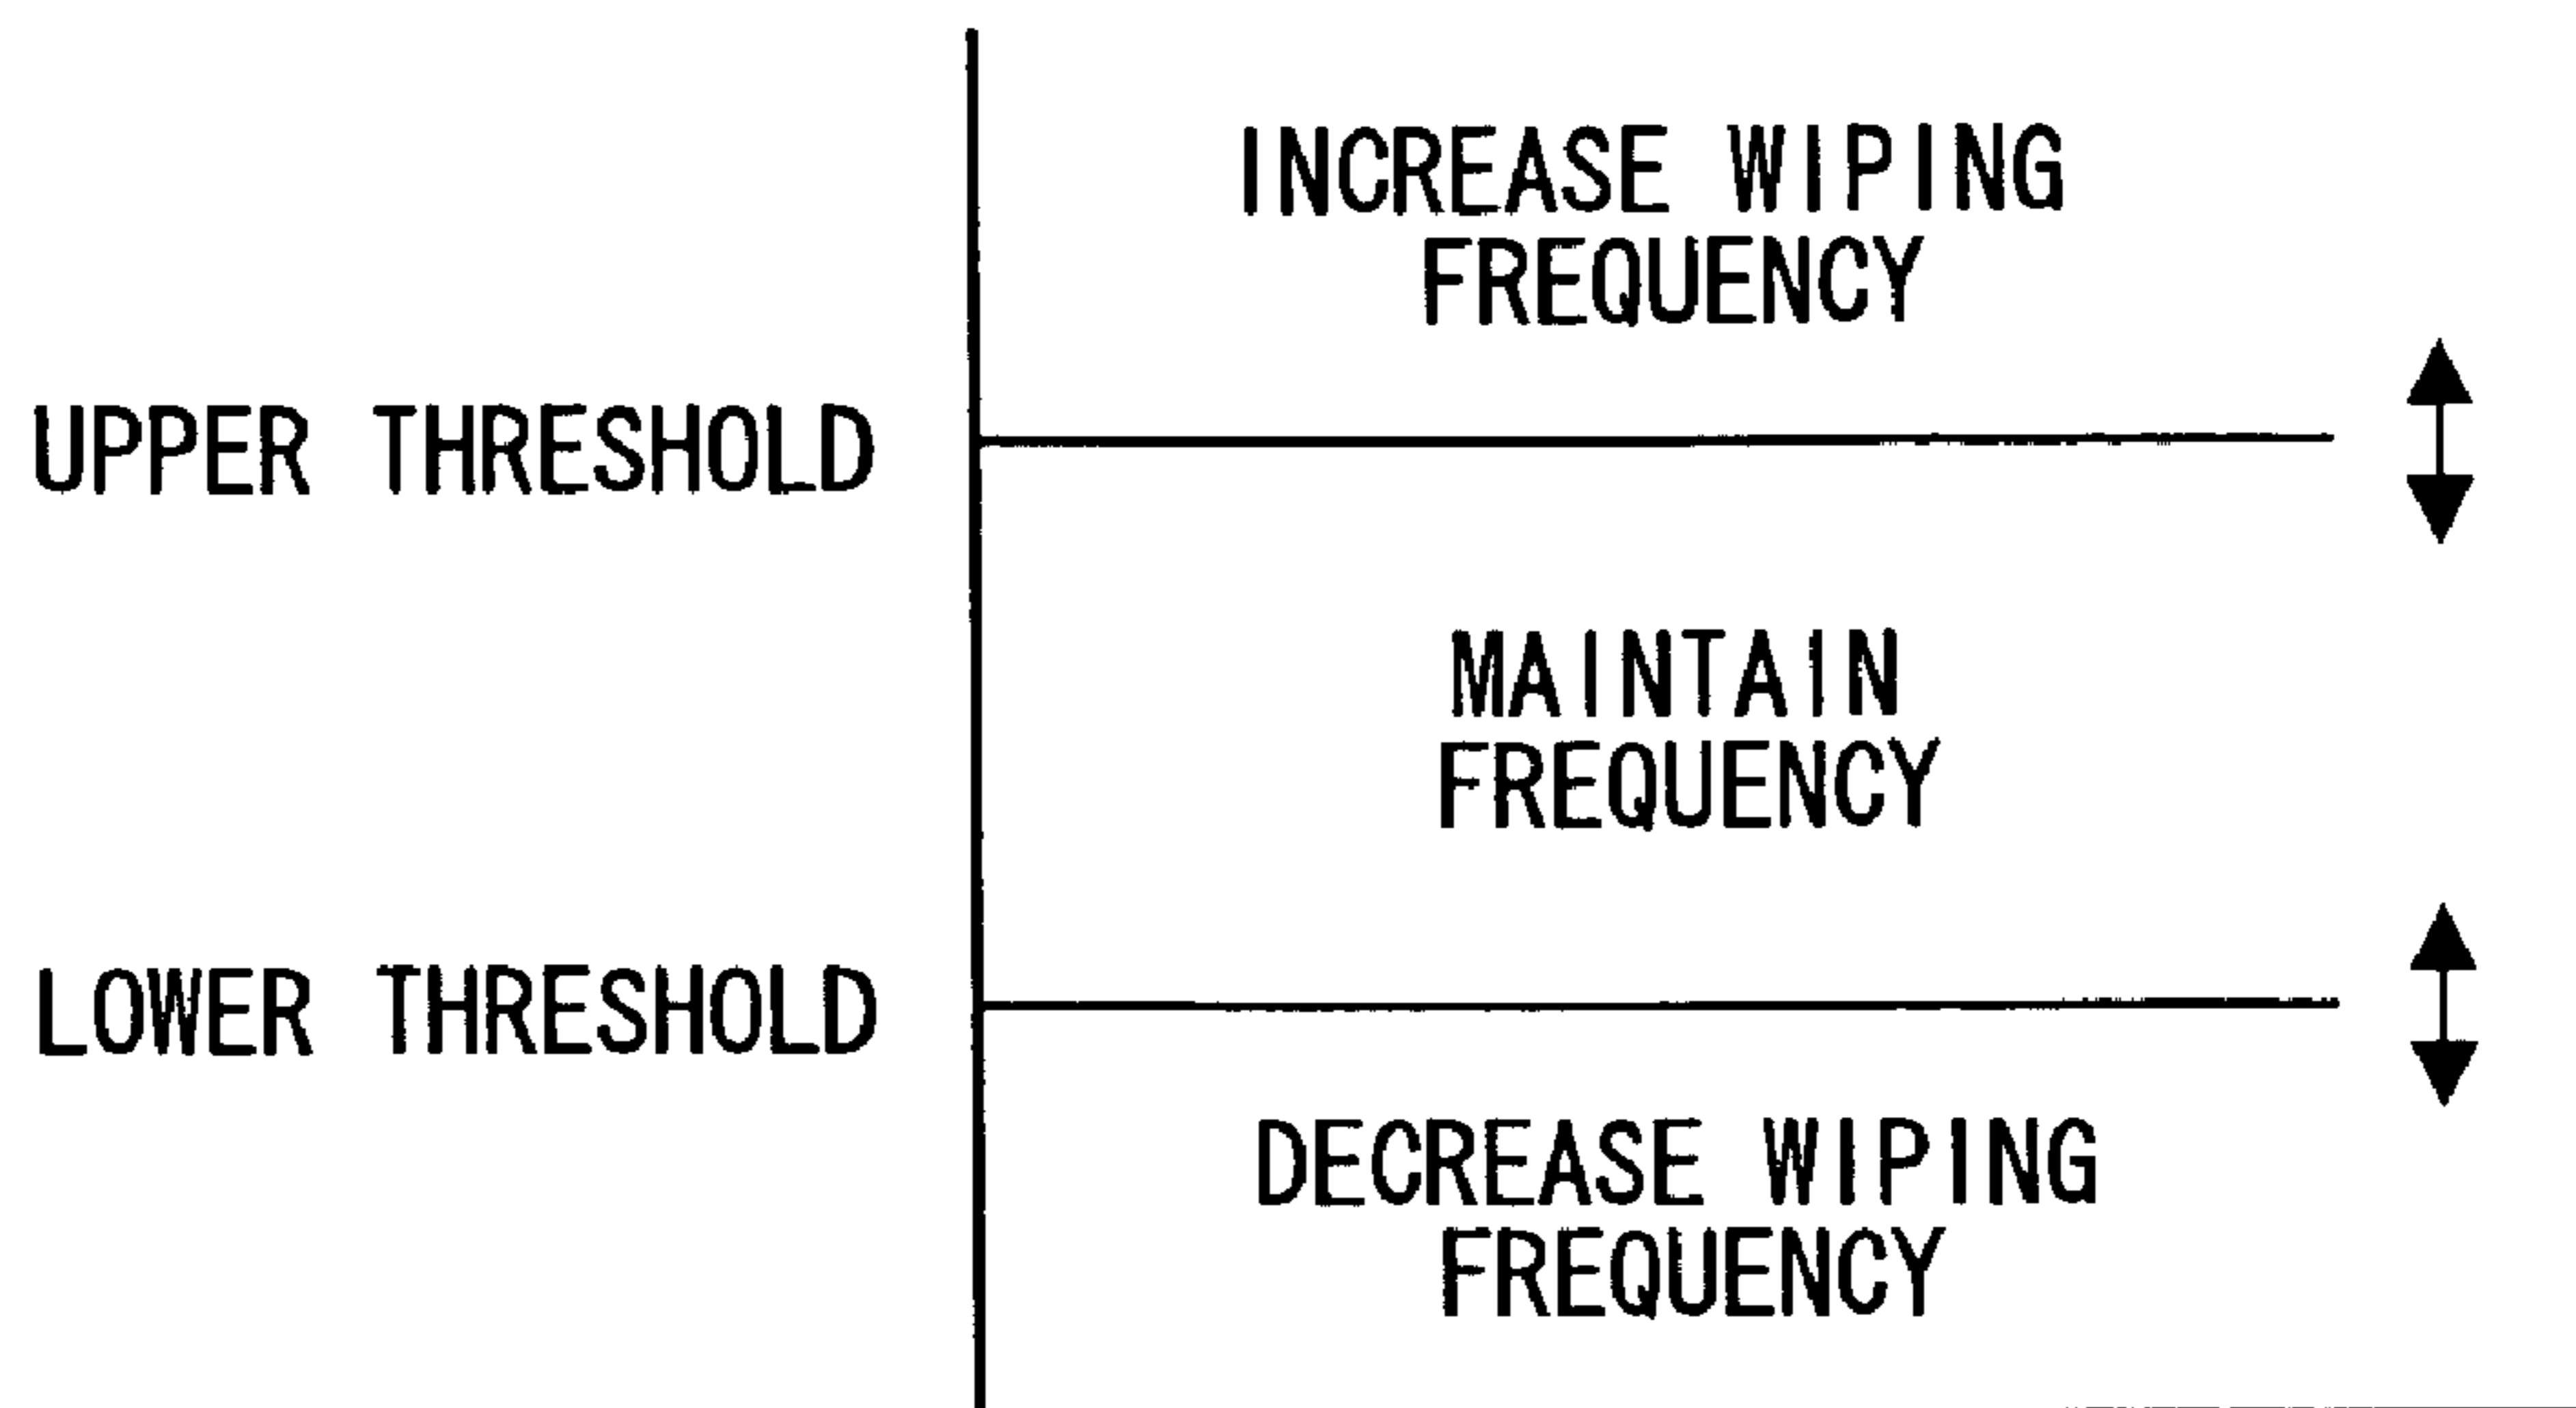 INCREASE WIPING
FREQUENCY
UPPER THRESHOLD
MAINTAIN
FREQUENCY
LOWER THRESHOLD
DECREASE WIPING
FREQUENCY